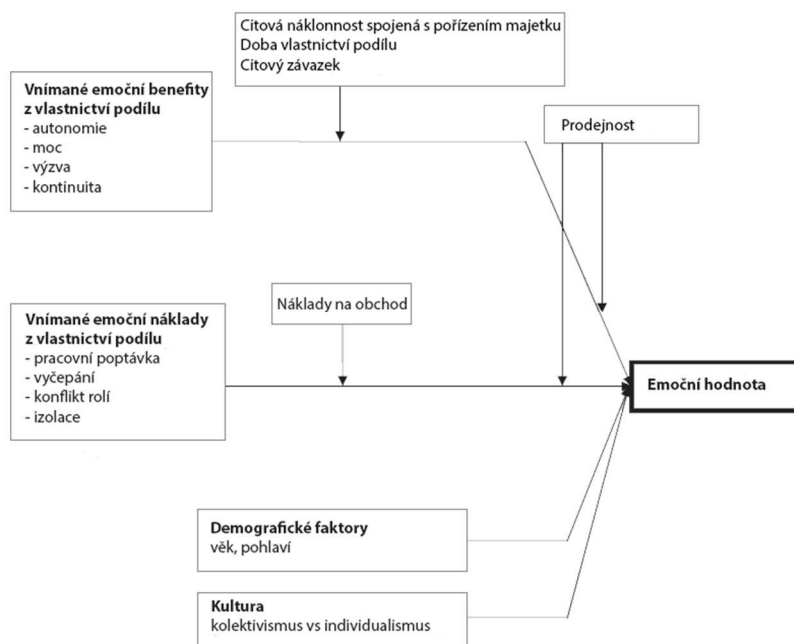 Citová náklonnost spojená s pořízením majetku
Doba vlastnictví podílu
Citový závazek
Vnímané emoční benefity
z vlastnictví podílu
- autonomie
- moc
- výzva
- kontinuita
Prodejnost
Náklady na obchod
Vnímané emoční náklady
z vlastnictví podílu
- pracovní poptávka
- vyčepání
- konflikt rolí
- izolace
Emoční hodnota
Demografické faktory
věk, pohlaví
Kultura
kolektivismus vs individualismus